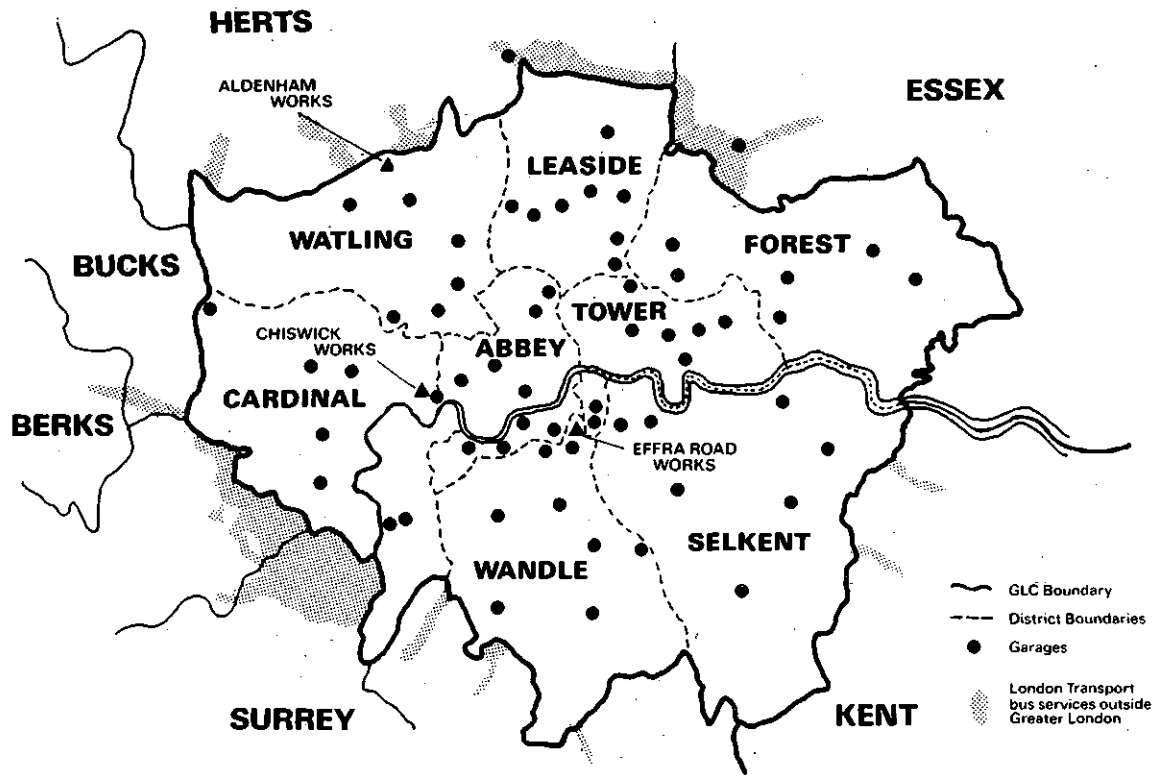 HERTS
ALDENHAM
WORKS
ESSEX
LEASIDE
WATLING
FOREST
BUCKS
TOWER
CHISWICK
WORKS
ABBEY
CARDINAL
BERKS
EFFRA ROAD
WORKS
SELKENT
WANDLE
GLC Boundary
District Boundaries
Garages
London Transport
bus services outside
Greater London
SURREY
KENT